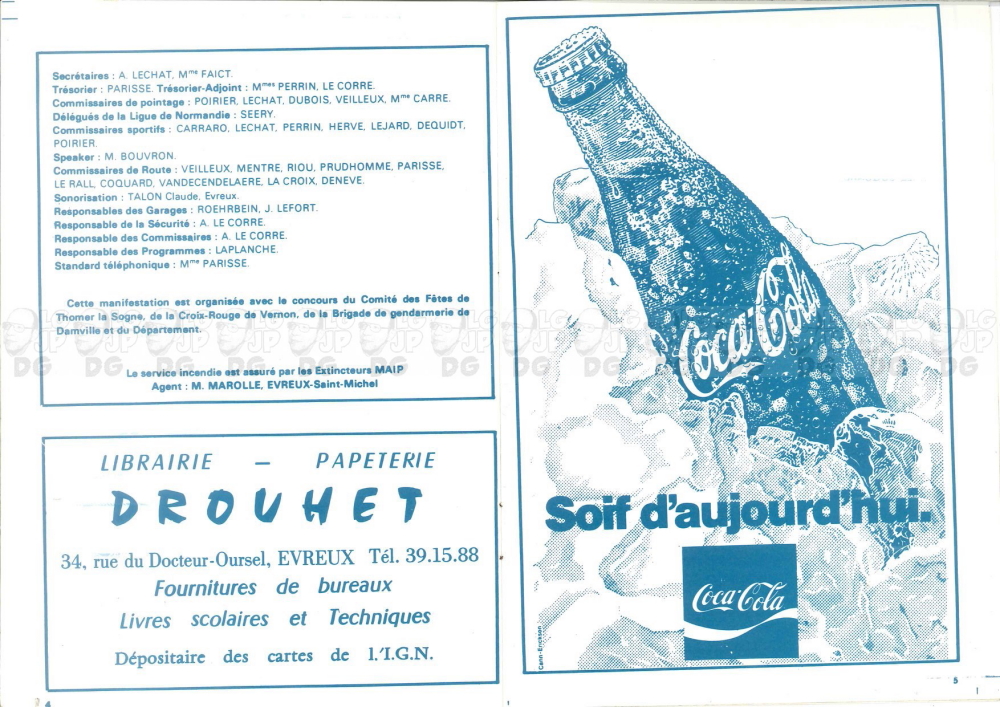 Secrétaires : A. LECHAT, Mme FAICT.
Trésorier : PARISSE. Trésorier-Adjoint : Mmes PERRIN, LE CORRE.
Commissaires de pointage : POIRIER, LECHAT, DUBOIS, VEILLEUX, Mme CARRE.
Délégués de la Ligue de Normandie : SEERY.
Commissaires sportifs : CARRARO, LECHAT, PERRIN, HERVE, LEJARD, DEQUIDT,
POIRIER.
Speaker : M. BOUVRON.
Commissaires de Route : VEILLEUX, MENTRE, RIOU, PRUDHOMME, PARISSE,
LE RALL, COQUARD, VANDECENDELAERE, LA CROIX, DENEVE.
Sonorisation : TALON Claude, Evreux.
Responsables des Garages : ROEHRBEIN, J. LEFORT.
Responsable de la Sécurité : A. LE CORRE.
Responsable des Commissaires : A. LE CORRE.
Responsable des Programmes : LAPLANCHE.
Standard téléphonique : Mme PARISSE.
Cette manifestation est organisée avec le concours du Comité des Fêtes de
Thomer la Sogne, de la Croix-Rouge de Vernon, de la Brigade de gendarmerie de
Damville et du Département.
Le service incendie est assuré par les Extincteurs MAIP
Agent : M. MAROLLE, EVREUX-Saint-Michel
LIBRAIRIE – PAPETERIE
DROUHET
34, rue du Docteur-Oursel, EVREUX Tél. 39.15.88
Fournitures de bureaux
Livres scolaires et Techniques
Dépositaire des cartes de l'I.G.N.
4
Coca-Cola
Soif d'aujourd'hui.
Coca-Cola
Cann-Erickson
5
LG
JP
DG